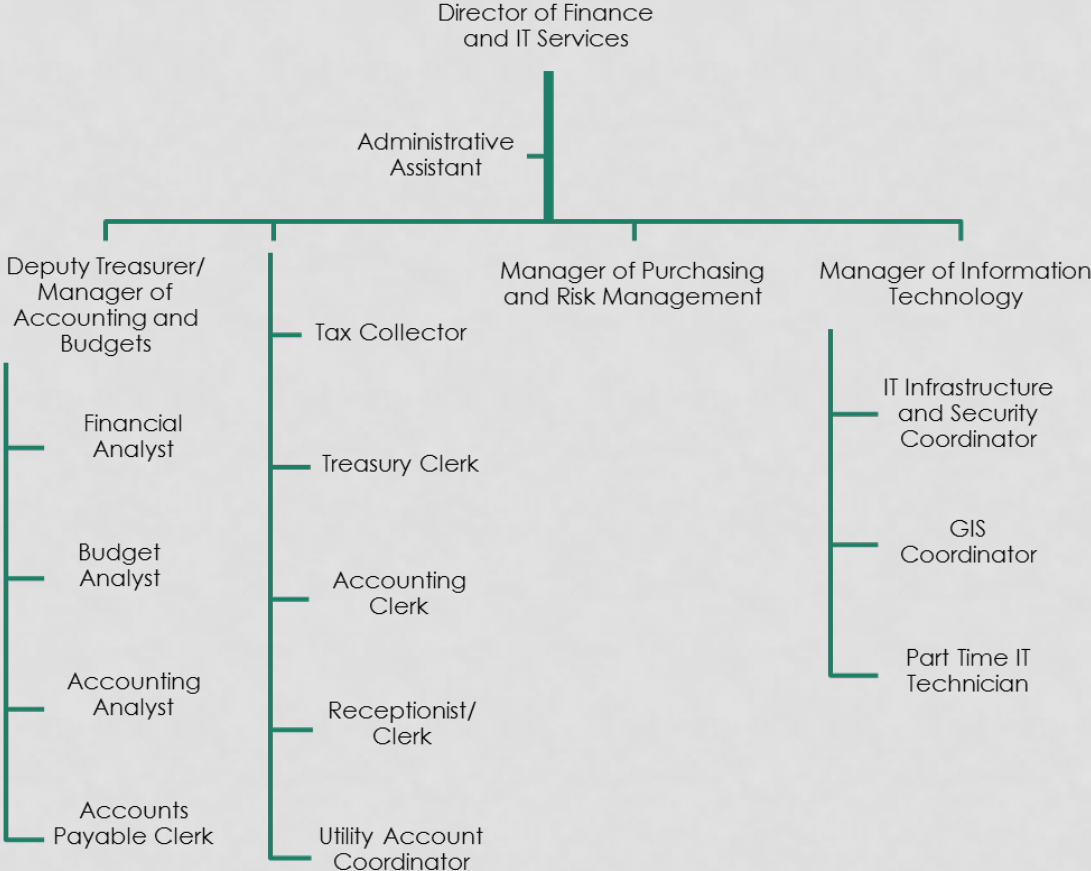 Director of Finance
and IT Services
Administrative
Assistant
Deputy Treasurer/
Manager of
Accounting and
Budgets
Financial
Analyst
Budget
Analyst
Accounting
Analyst
Accounts
Payable Clerk
Tax Collector
Treasury Clerk
Accounting
Clerk
Receptionist/
Clerk
Utility Account
Coordinator
Manager of Purchasing
and Risk Management
Manager of Information
Technology
IT Infrastructure
and Security
Coordinator
GIS
Coordinator
Part Time IT
Technician